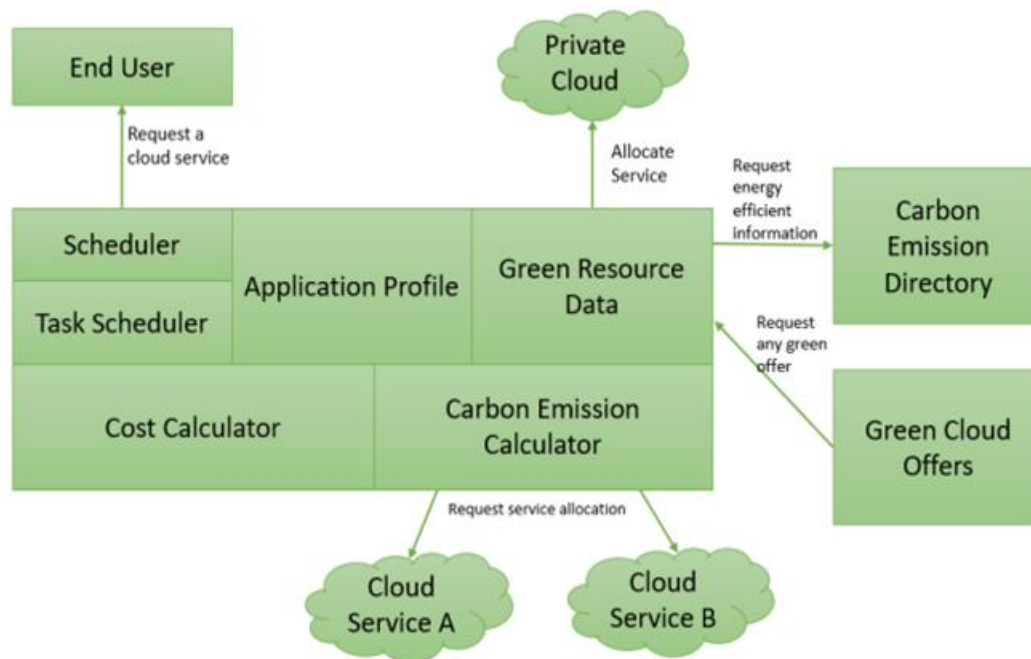 End User
Private
Cloud
Request a
cloud service
Allocate
Service
Request
energy
efficient
information
Carbon
Emission
Directory
Scheduler
Task Scheduler
Application Profile
Green Resource
Data
Request
any green
offer
Cost Calculator
Carbon Emission
Calculator
Green Cloud
Offers
Request service allocation
Cloud
Service A
Cloud
Service B